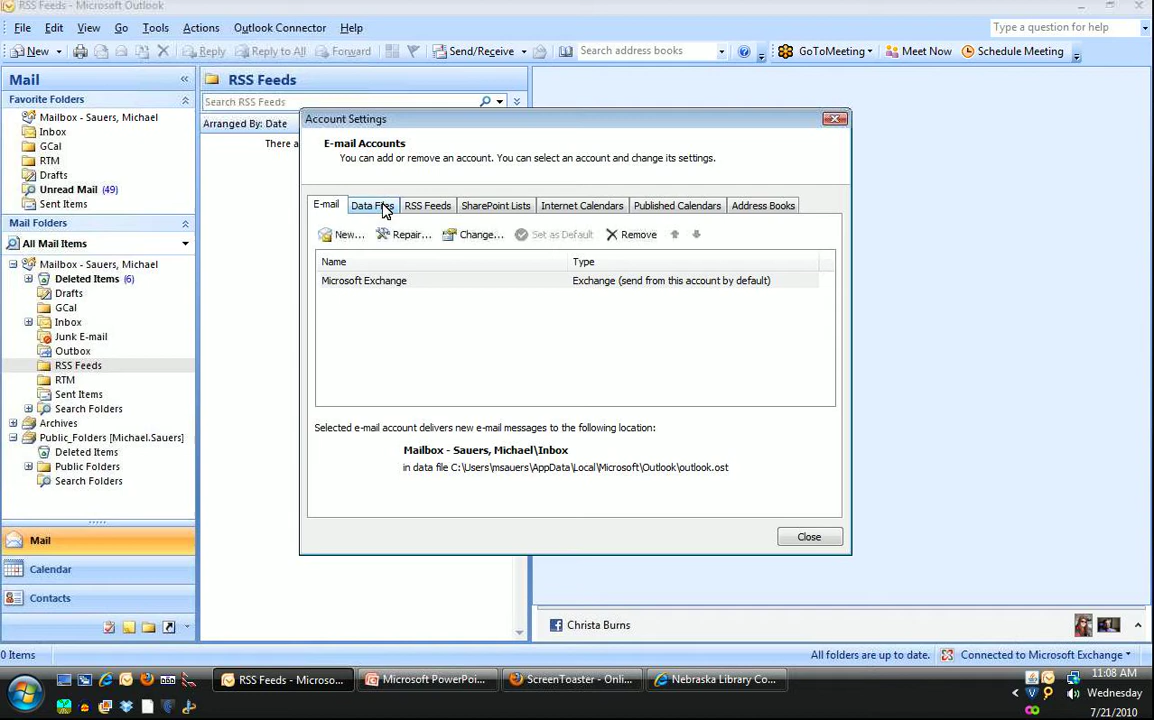 RSS Feeds - Microsoft Outlook
File Edit View Go Tools Actions Outlook Connector Help
Type a question for help
New Reply Reply to All Forward Send/Receive Search address books GoToMeeting Meet Now Schedule Meeting
Mail
Favorite Folders
Mailbox - Sauers, Michael
Inbox
GCal
RTM
Drafts
Unread Mail (49)
Sent Items
Mail Folders
All Mail Items
Mailbox - Sauers, Michael
Deleted Items (6)
Drafts
GCal
Inbox
Junk E-mail
Outbox
RSS Feeds
RTM
Sent Items
Search Folders
Archives
Public_Folders [Michael.Sauers]
Deleted Items
Public Folders
Search Folders
Mail
Calendar
Contacts
RSS Feeds
Search RSS Feeds
Arranged By: Date
There a
Account Settings
E-mail Accounts
You can add or remove an account. You can select an account and change its settings.
E-mail Data Files RSS Feeds SharePoint Lists Internet Calendars Published Calendars Address Books
New... Repair... Change... Set as Default Remove
Name Type
Microsoft Exchange Exchange (send from this account by default)
Selected e-mail account delivers new e-mail messages to the following location:
Mailbox - Sauers, Michael\Inbox
in data file C:\Users\msauers\AppData\Local\Microsoft\Outlook\outlook.ost
Close
Christa Burns
0 Items All folders are up to date. Connected to Microsoft Exchange
RSS Feeds - Microso... Microsoft PowerPoi... ScreenToaster - Onli... Nebraska Library Co...
11:08 AM
Wednesday
7/21/2010